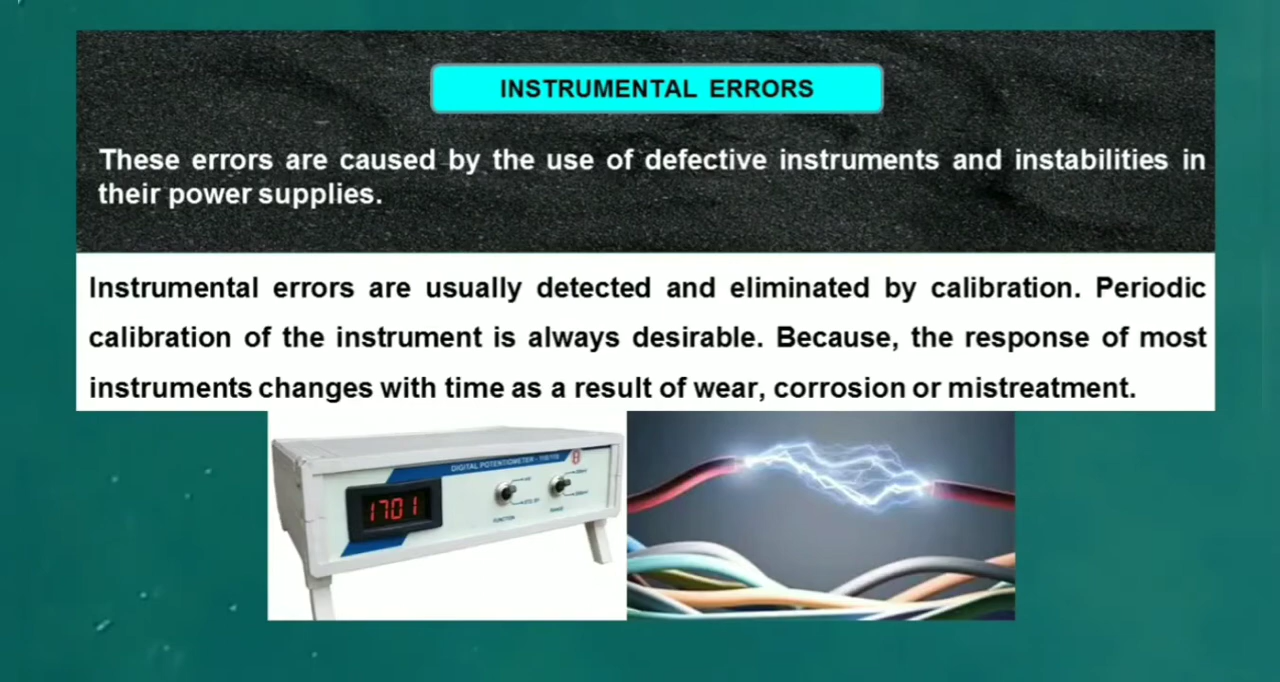 INSTRUMENTAL ERRORS
These errors are caused by the use of defective instruments and instabilities in
their power supplies.
Instrumental errors are usually detected and eliminated by calibration. Periodic
calibration of the instrument is always desirable. Because, the response of most
instruments changes with time as a result of wear, corrosion or mistreatment.
DIGITAL POTENTIOMETER
1701
FUNCTION
RANGE